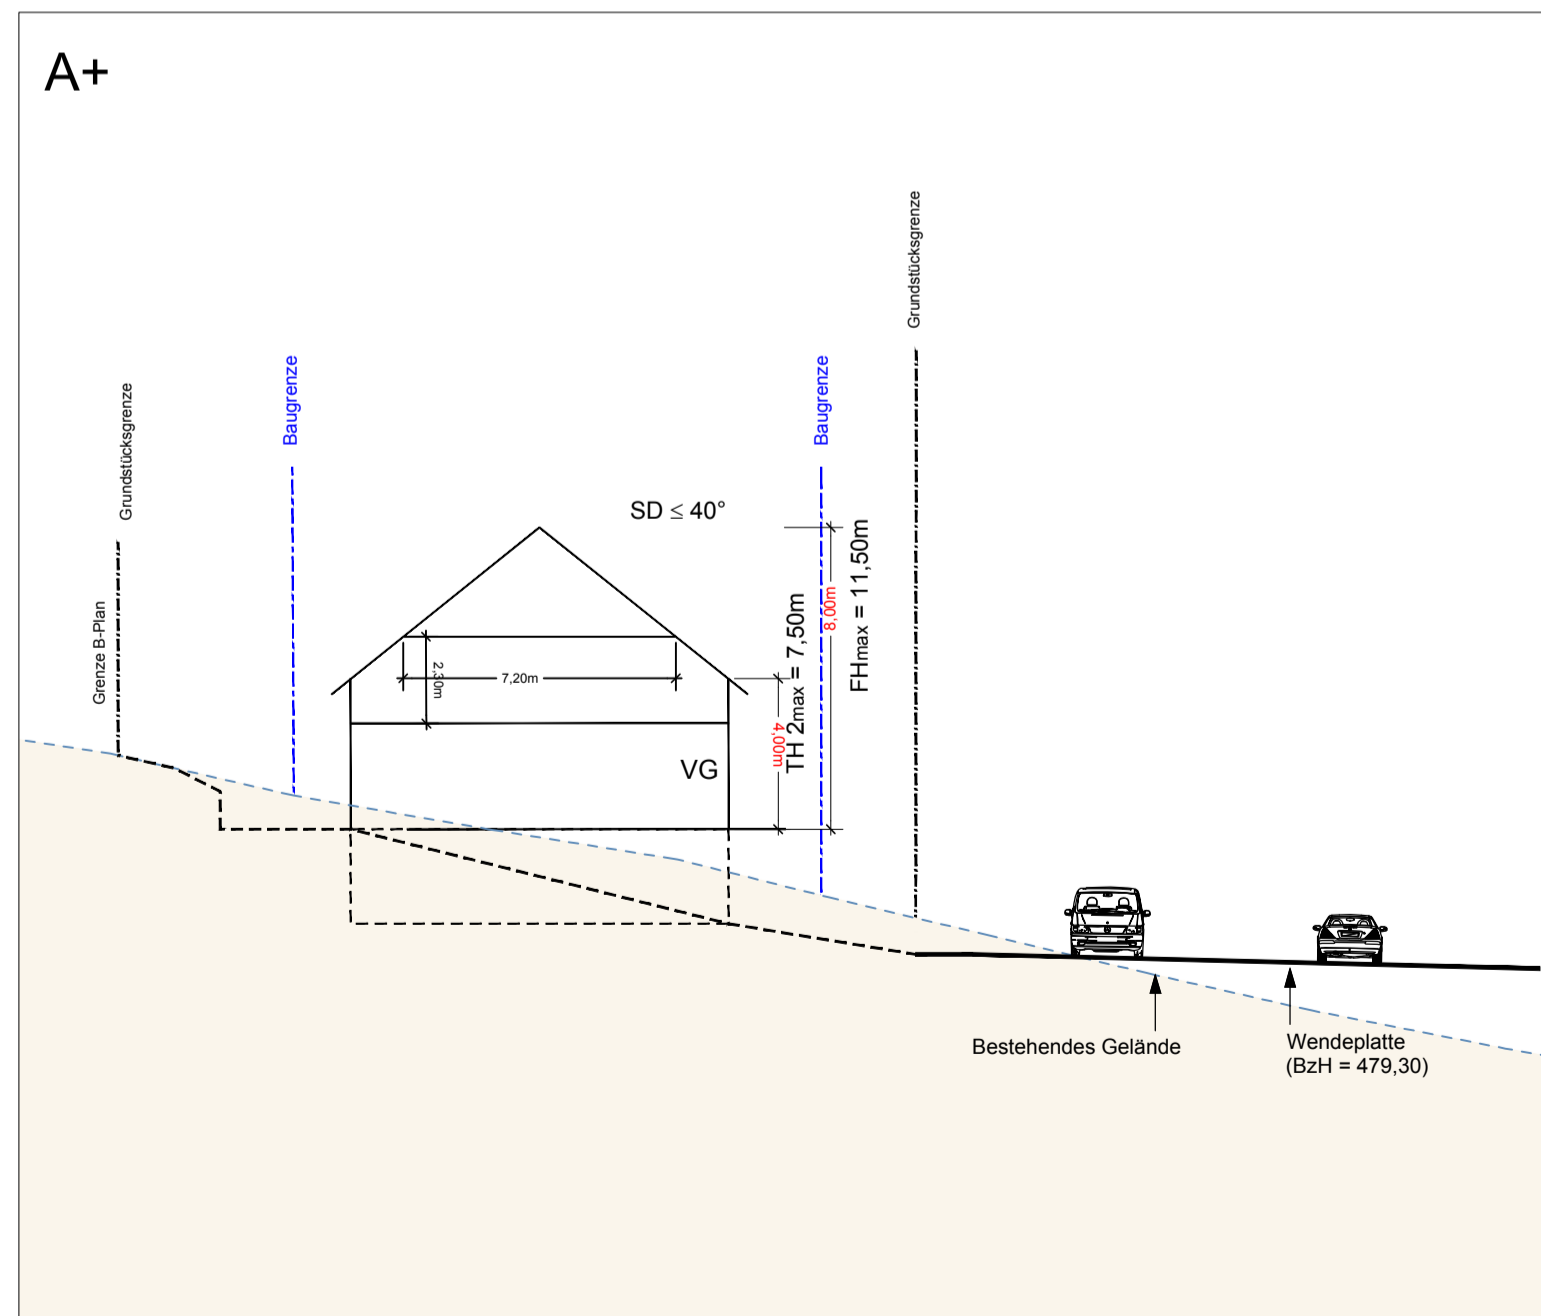 A+
Grundstücksgrenze
Grundstücksgrenze
Grenze B-Plan
Baugrenze
Baugrenze
SD ≤ 40°
FHmax = 11,50m
8,00m
TH 2max = 7,50m
4,00m
2,30m
7,20m
VG
Bestehendes Gelände
Wendeplatte
(BzH = 479,30)